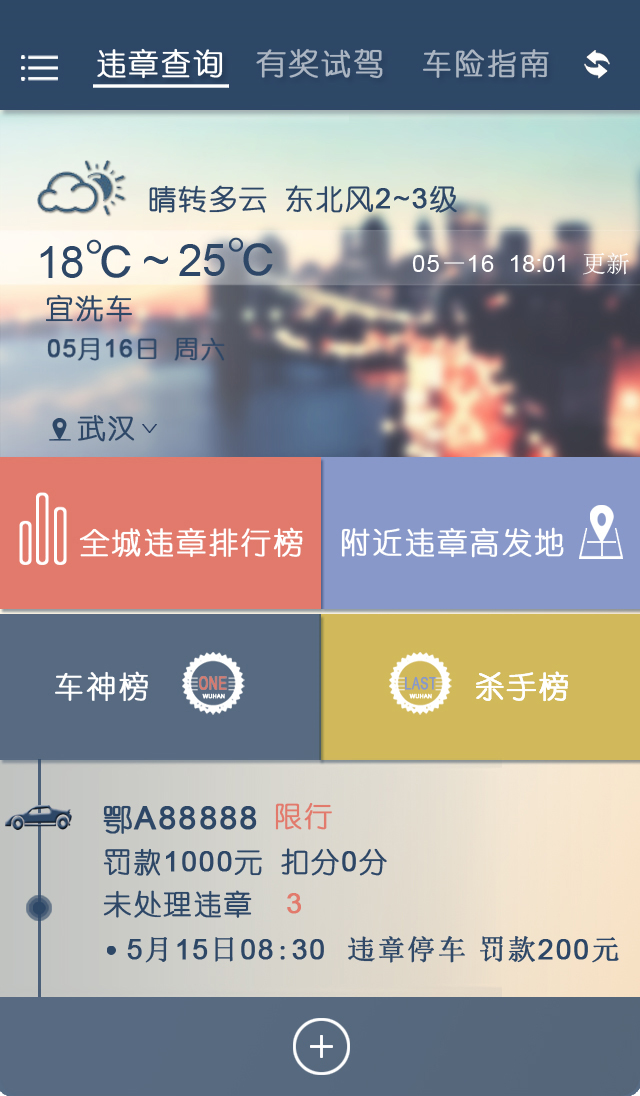 违章查询 有奖试驾 车险指南
晴转多云 东北风2~3级
18℃~25℃
05-16 18:01 更新
宜洗车
05月16日 周六
武汉
全城违章排行榜 附近违章高发地
车神榜 ONE WUHAN
LAST WUHAN 杀手榜
鄂A88888 限行
罚款1000元 扣分0分
未处理违章 3
• 5月15日08:30 违章停车 罚款200元